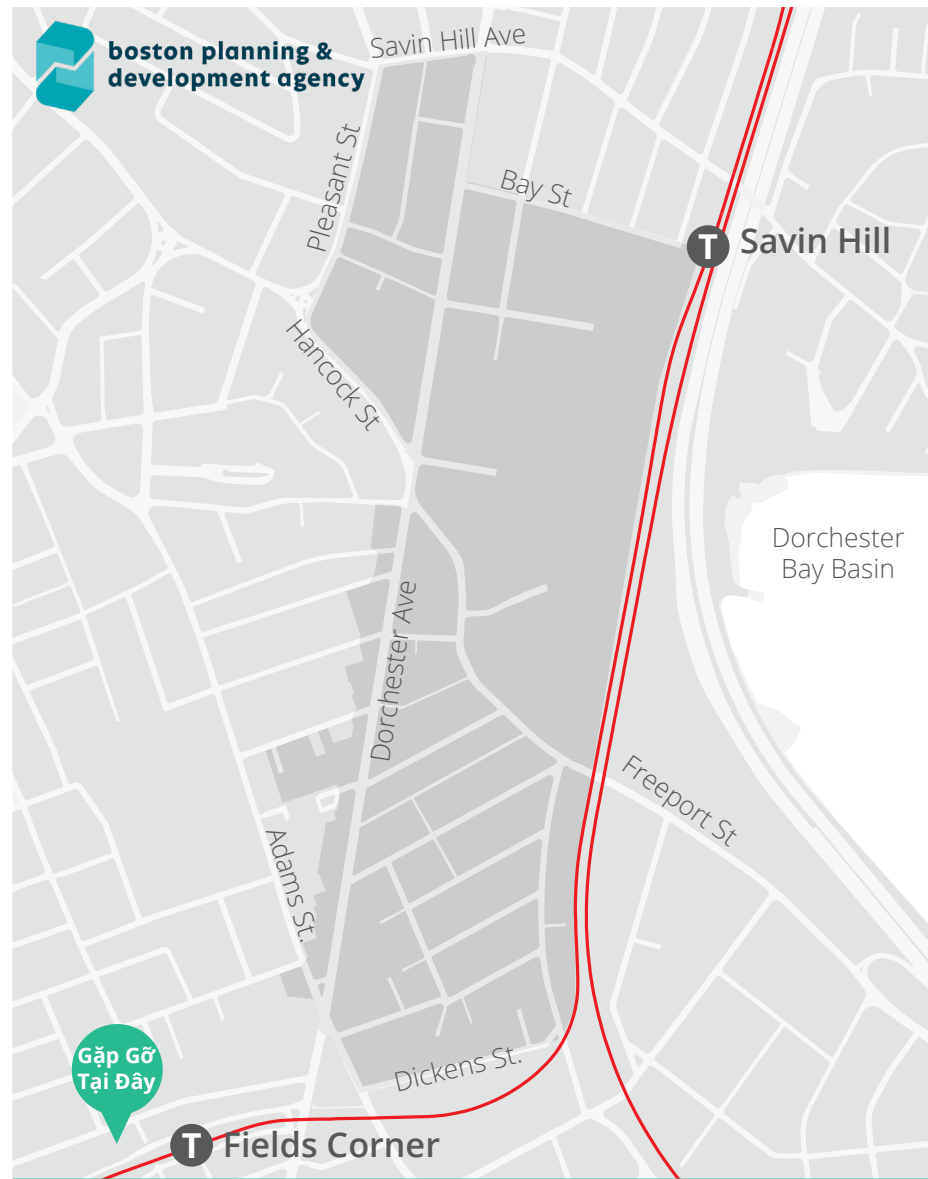 boston planning &
development agency
Savin Hill Ave
Pleasant St
Bay St
T Savin Hill
Hancock St
Dorchester
Bay Basin
Dorchester Ave
Freeport St
Adams St.
Gặp Gỡ
Tại Đây
Dickens St.
T Fields Corner